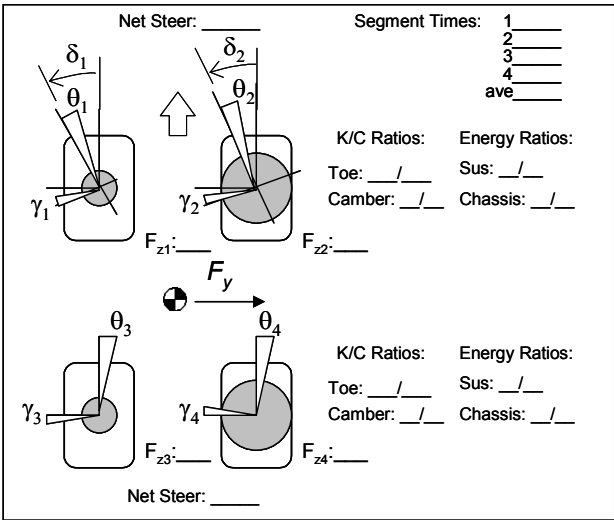 Net Steer: ______ Segment Times: 1_____
2_____
3_____
4_____
ave_____
δ1 δ2
θ1 θ2
K/C Ratios: Energy Ratios:
Toe: ___/___ Sus: __/__
Camber: __/__ Chassis: __/__
γ1 γ2
Fz1:___ Fz2:___
Fy
θ3 θ4
K/C Ratios: Energy Ratios:
Toe: ___/___ Sus: __/__
Camber: __/__ Chassis: __/__
γ3 γ4
Fz3:___ Fz4:___
Net Steer: _____